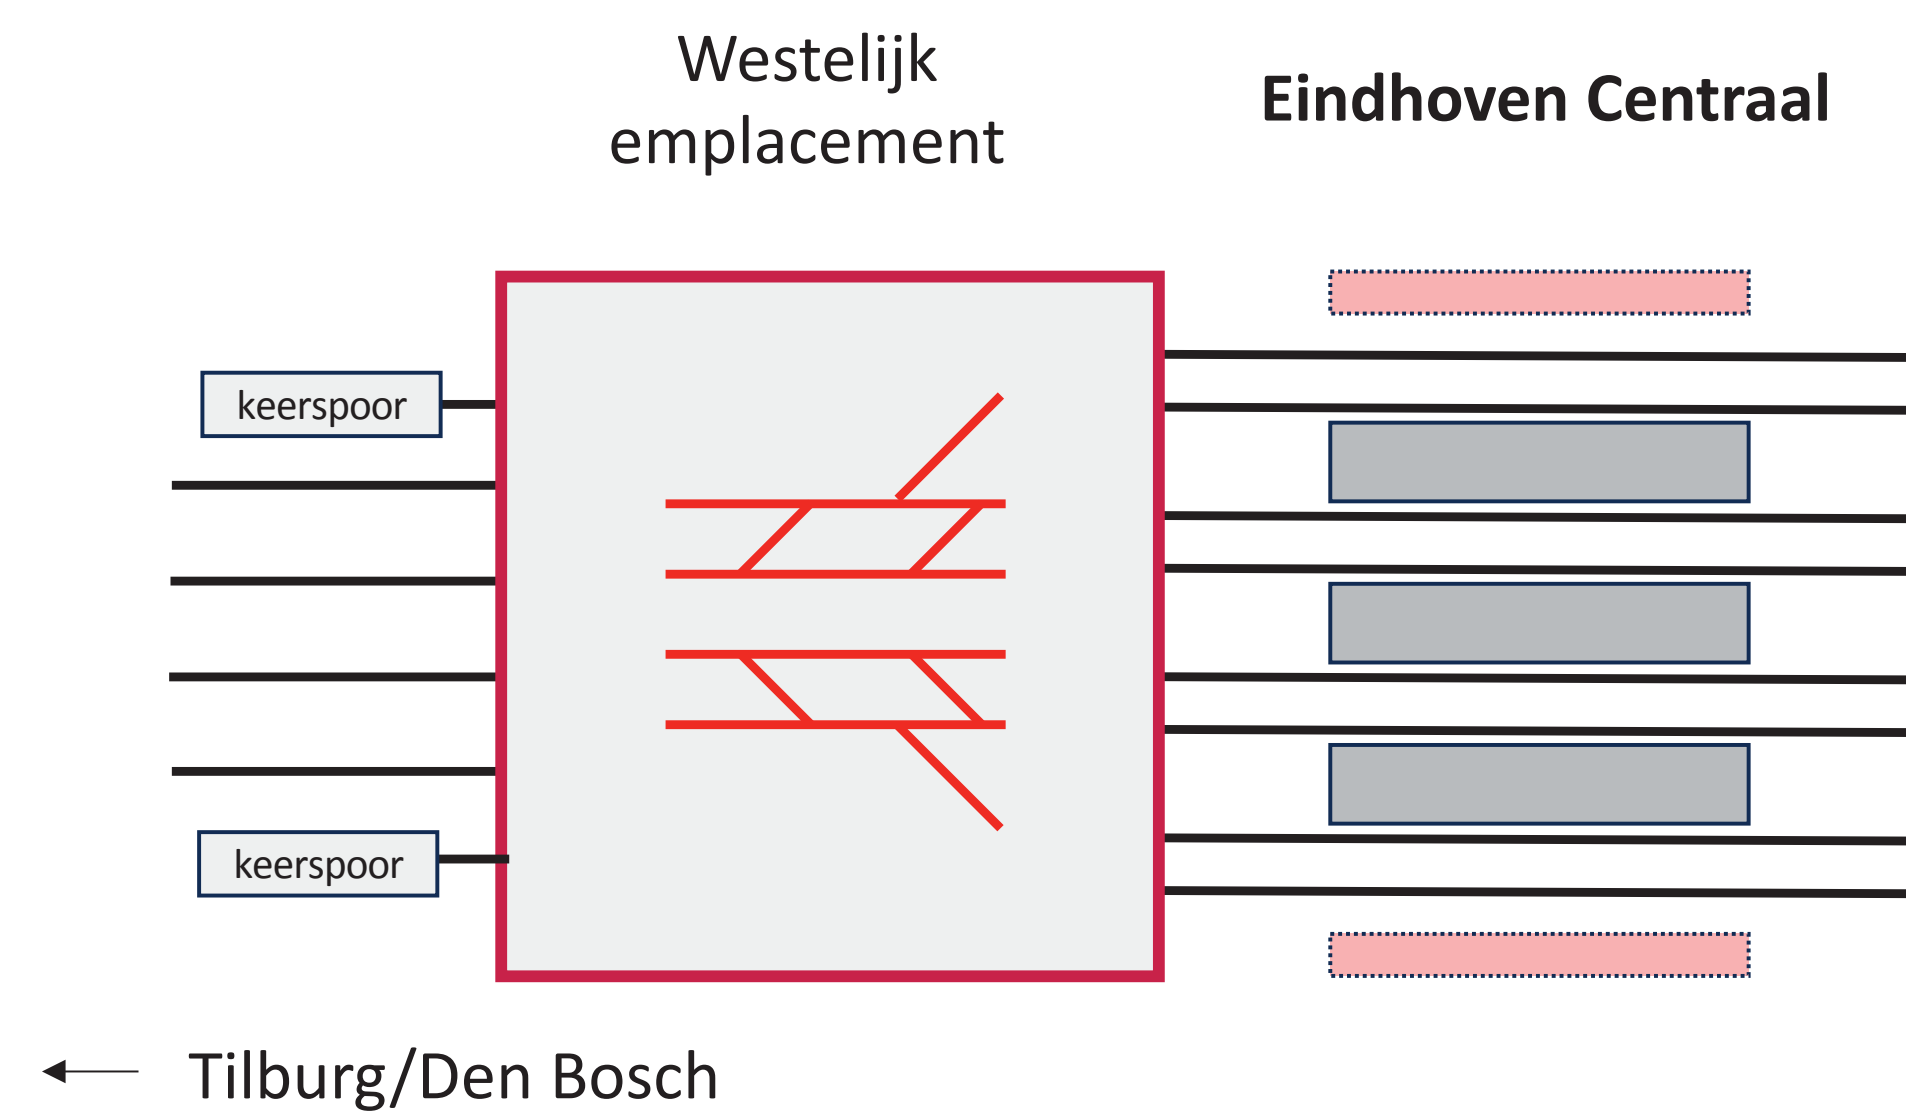 Westelijk
emplacement
Eindhoven Centraal
keerspoor
keerspoor
Tilburg/Den Bosch